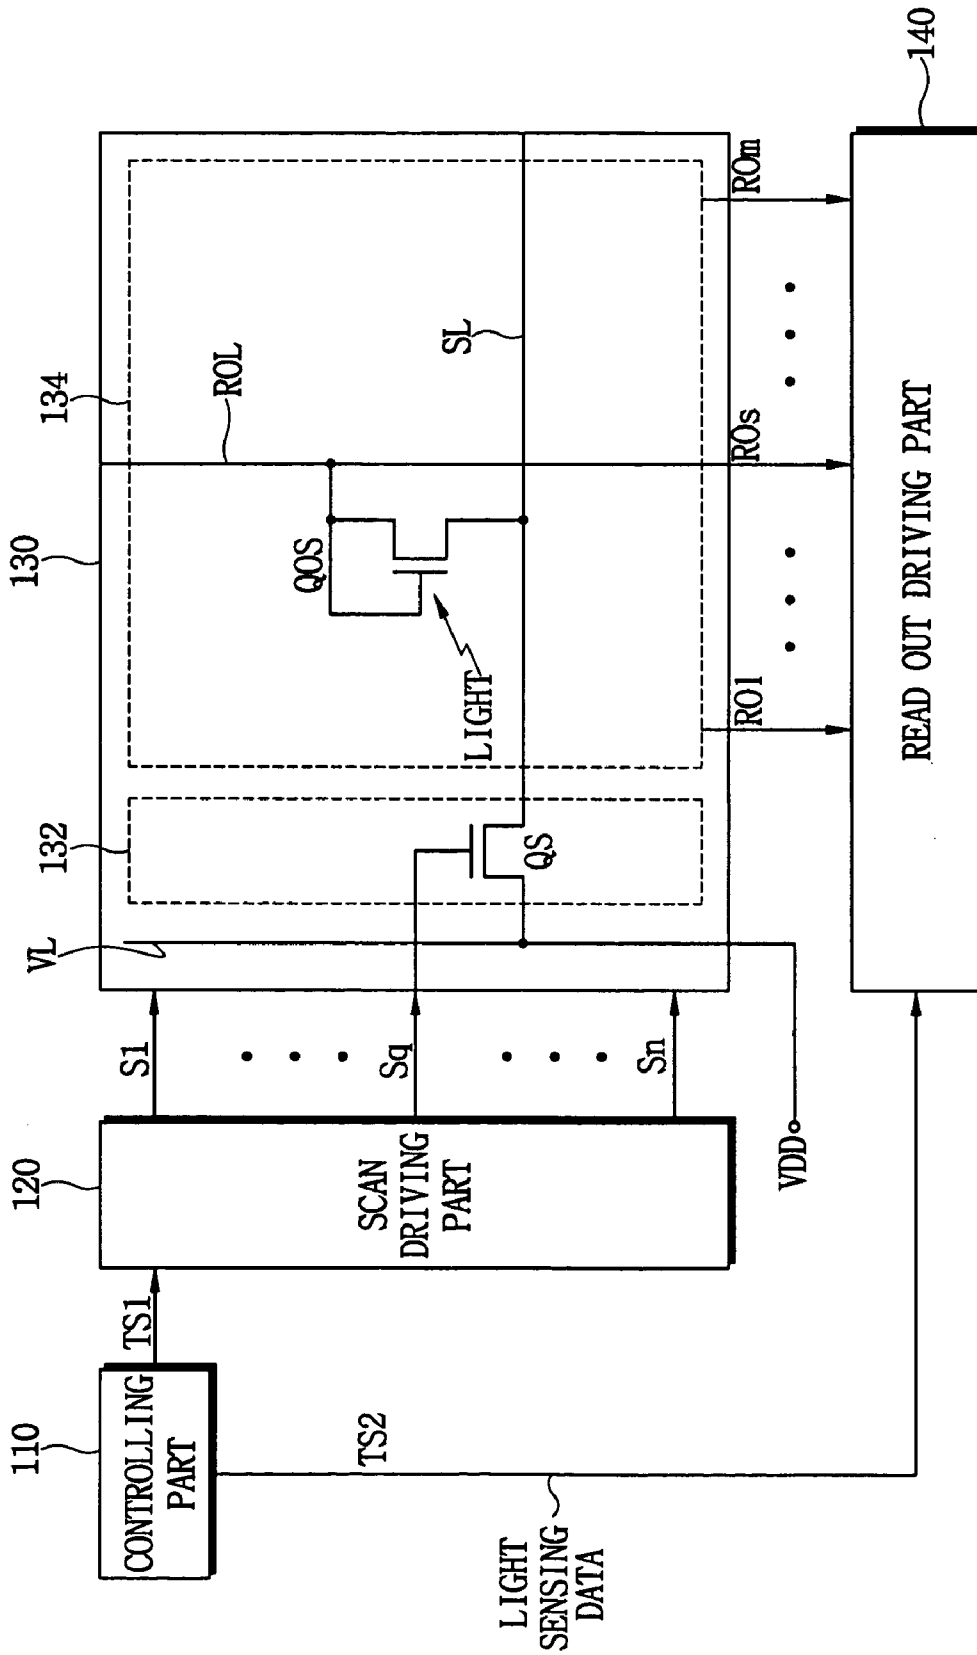 110
CONTROLLING
PART
TS1
TS2
LIGHT
SENSING
DATA
120
SCAN
DRIVING
PART
S1
Sq
Sn
VDD
VL
130
132
QS
134
ROL
QOS
LIGHT
SL
RO1
ROs
ROm
READ OUT DRIVING PART
140